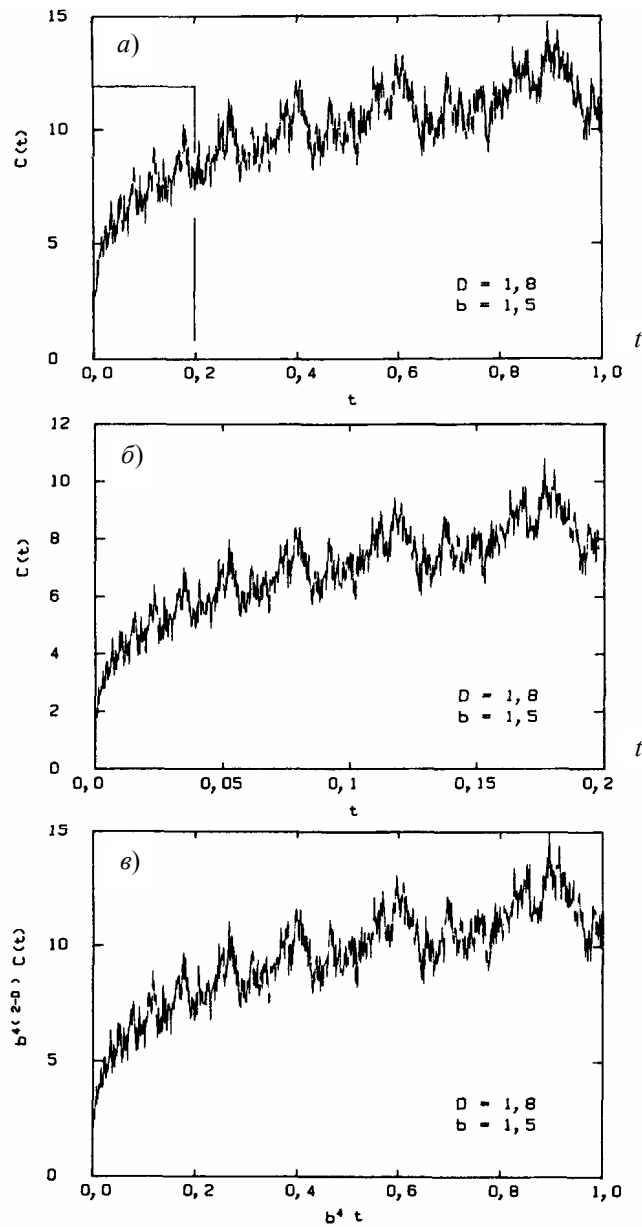 15
а)
10
C(t)
5
D = 1,8
b = 1,5
0
0,0 0,2 0,4 0,6 0,8 1,0
t
t
12
б)
10
8
C(t)
6
4
D = 1,8
b = 1,5
2
0
0,0 0,05 0,1 0,15 0,2
t
t
15
в)
10
b⁴⁽²⁻ᴰ⁾ C(t)
5
D = 1,8
b = 1,5
0
0,0 0,2 0,4 0,6 0,8 1,0
b⁴ t